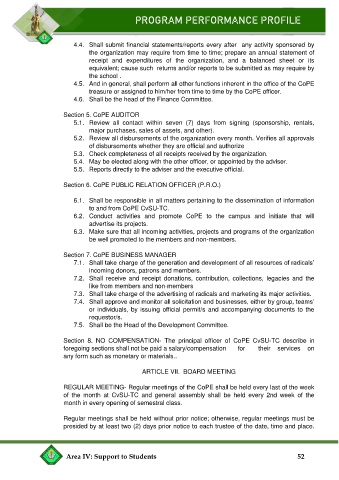 PROGRAM PERFORMANCE PROFILE
4.4. Shall submit financial statements/reports every after any activity sponsored by
the organization may require from time to time; prepare an annual statement of
receipt and expenditures of the organization, and a balanced sheet or its
equivalent; cause such returns and/or reports to be submitted as may require by
the school .
4.5. And in general, shall perform all other functions inherent in the office of the CoPE
treasure or assigned to him/her from time to time by the CoPE officer.
4.6. Shall be the head of the Finance Committee.
Section 5. CoPE AUDITOR
5.1. Review all contact within seven (7) days from signing (sponsorship, rentals,
major purchases, sales of assets, and other).
5.2. Review all disbursements of the organization every month. Verifies all approvals
of disbursements whether they are official and authorize
5.3. Check completeness of all receipts received by the organization.
5.4. May be elected along with the other officer, or appointed by the adviser.
5.5. Reports directly to the adviser and the executive official.
Section 6. CoPE PUBLIC RELATION OFFICER (P.R.O.)
6.1. Shall be responsible in all matters pertaining to the dissemination of information
to and from CoPE CvSU-TC.
6.2. Conduct activities and promote CoPE to the campus and initiate that will
advertise its projects.
6.3. Make sure that all incoming activities, projects and programs of the organization
be well promoted to the members and non-members.
Section 7. CoPE BUSINESS MANAGER
7.1. Shall take charge of the generation and development of all resources of radicals'
incoming donors, patrons and members.
7.2. Shall receive and receipt donations, contribution, collections, legacies and the
like from members and non-members
7.3. Shall take charge of the advertising of radicals and marketing its major activities.
7.4. Shall approve and monitor all solicitation and businesses, either by group, teams'
or individuals, by issuing official permit/s and accompanying documents to the
requestor/s.
7.5. Shall be the Head of the Development Committee.
Section 8. NO COMPENSATION- The principal officer of CoPE CvSU-TC describe in
foregoing sections shall not be paid a salary/compensation for their services on
any form such as monetary or materials..
ARTICLE VIII. BOARD MEETING
REGULAR MEETING- Regular meetings of the CoPE shall be held every last of the week
of the month at CvSU-TC and general assembly shall be held every 2nd week of the
month in every opening of semestral class.
Regular meetings shall be held without prior notice; otherwise, regular meetings must be
presided by at least two (2) days prior notice to each trustee of the date, time and place.
Area IV: Support to Students 52